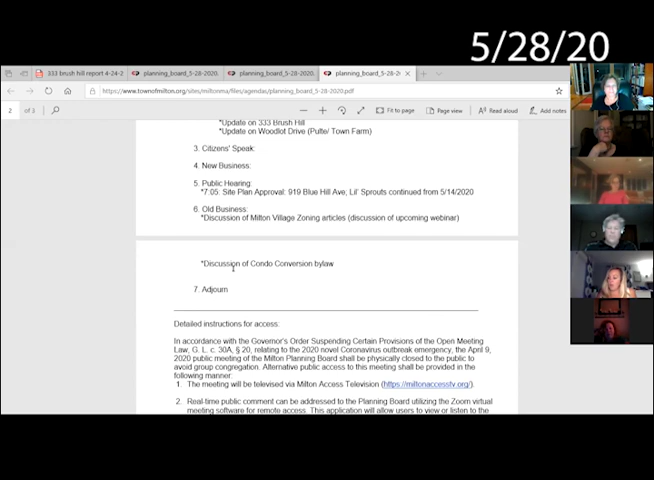 5/28/20
333 brush hill report 4-24-2
planning_board_5-28-2020.
planning_board_5-28-2020.
planning_board_5-28-2
https://www.townofmilton.org/sites/miltonma/files/agendas/planning_board_5-28-2020.pdf
2 of 3
Fit to page
Page view
Read aloud
Add notes
*Update on 333 Brush Hill
*Update on Woodlot Drive (Pulte/ Town Farm)
3. Citizens' Speak:
4. New Business:
5. Public Hearing:
*7:05: Site Plan Approval: 919 Blue Hill Ave; Lil' Sprouts continued from 5/14/2020
6. Old Business:
*Discussion of Milton Village Zoning articles (discussion of upcoming webinar)
*Discussion of Condo Conversion bylaw
7. Adjourn
Detailed instructions for access:
In accordance with the Governor's Order Suspending Certain Provisions of the Open Meeting
Law, G. L. c. 30A, § 20, relating to the 2020 novel Coronavirus outbreak emergency, the April 9,
2020 public meeting of the Milton Planning Board shall be physically closed to the public to
avoid group congregation. Alternative public access to this meeting shall be provided in the
following manner:
1. The meeting will be televised via Milton Access Television (https://miltonaccesstv.org/).
2. Real-time public comment can be addressed to the Planning Board utilizing the Zoom virtual
meeting software for remote access. This application will allow users to view or listen to the